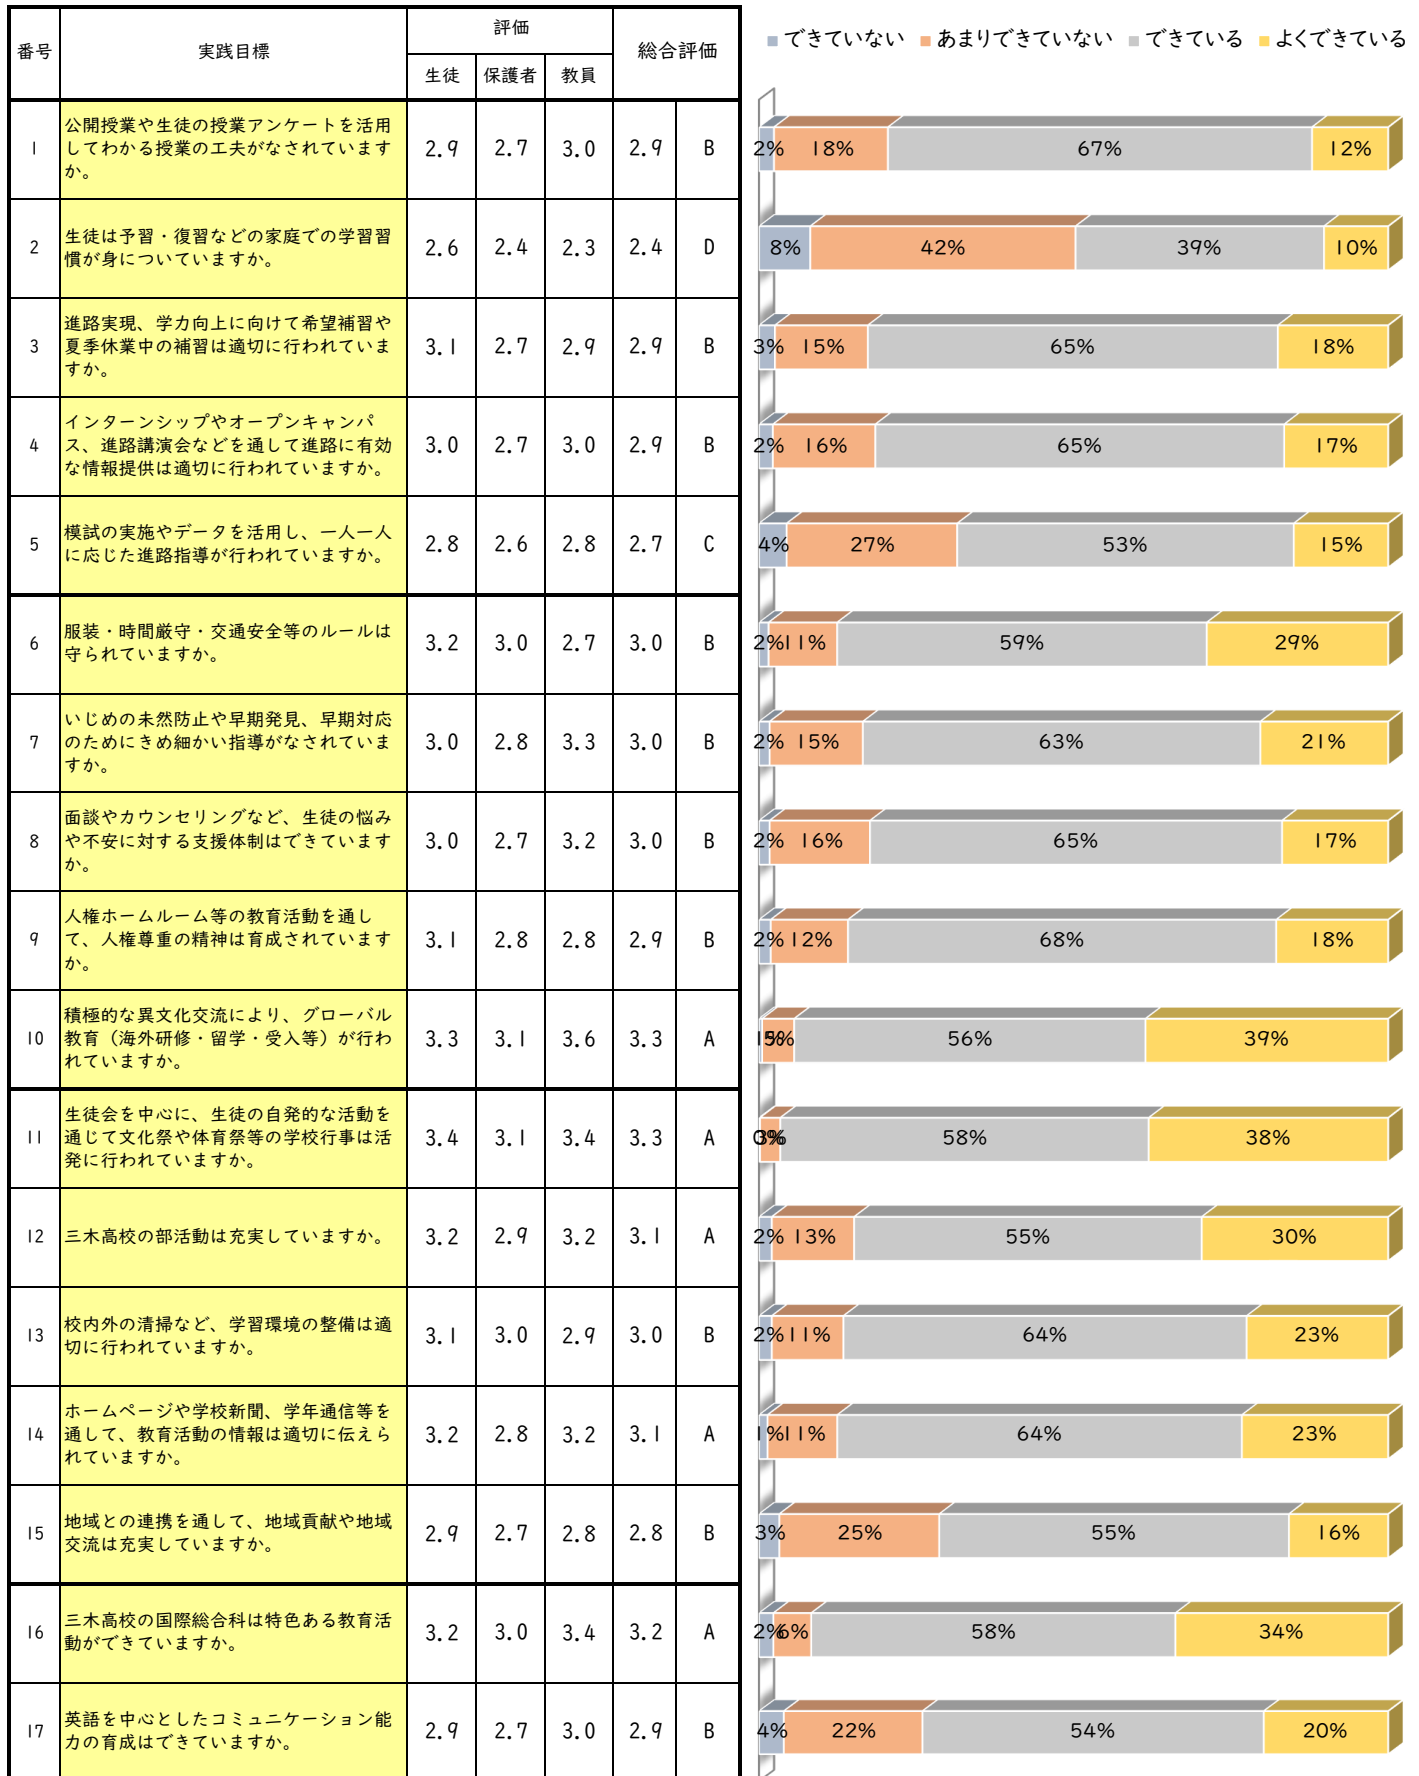 番号 実践目標 評価 総合評価
生徒 保護者 教員
できていない あまりできていない できている よくできている
1 公開授業や生徒の授業アンケートを活用 2.9 2.7 3.0 2.9 B 2% 18% 67% 12%
してわかる授業の工夫がなされています
か。
2 生徒は予習・復習などの家庭での学習習 2.6 2.4 2.3 2.4 D 8% 42% 39% 10%
慣が身についていますか。
3 進路実現、学力向上に向けて希望補習や 3.1 2.7 2.9 2.9 B 3% 15% 65% 18%
夏季休業中の補習は適切に行われていま
すか。
4 インターンシップやオープンキャンパ 3.0 2.7 3.0 2.9 B 2% 16% 65% 17%
ス、進路講演会などを通して進路に有効
な情報提供は適切に行われていますか。
5 模試の実施やデータを活用し、一人一人 2.8 2.6 2.8 2.7 C 4% 27% 53% 15%
に応じた進路指導が行われていますか。
6 服装・時間厳守・交通安全等のルールは 3.2 3.0 2.7 3.0 B 2% 11% 59% 29%
守られていますか。
7 いじめの未然防止や早期発見、早期対応 3.0 2.8 3.3 3.0 B 2% 15% 63% 21%
のためにきめ細かい指導がなされていま
すか。
8 面談やカウンセリングなど、生徒の悩み 3.0 2.7 3.2 3.0 B 2% 16% 65% 17%
や不安に対する支援体制はできています
か。
9 人権ホームルーム等の教育活動を通し 3.1 2.8 2.8 2.9 B 2% 12% 68% 18%
て、人権尊重の精神は育成されています
か。
10 積極的な異文化交流により、グローバル 3.3 3.1 3.6 3.3 A 1% 5% 56% 39%
教育（海外研修・留学・受入等）が行わ
れていますか。
11 生徒会を中心に、生徒の自発的な活動を 3.4 3.1 3.4 3.3 A 0% 3% 58% 38%
通じて文化祭や体育祭等の学校行事は活
発に行われていますか。
12 三木高校の部活動は充実していますか。 3.2 2.9 3.2 3.1 A 2% 13% 55% 30%
13 校内外の清掃など、学習環境の整備は適 3.1 3.0 2.9 3.0 B 2% 11% 64% 23%
切に行われていますか。
14 ホームページや学校新聞、学年通信等を 3.2 2.8 3.2 3.1 A 1% 11% 64% 23%
通して、教育活動の情報は適切に伝えら
れていますか。
15 地域との連携を通して、地域貢献や地域 2.9 2.7 2.8 2.8 B 3% 25% 55% 16%
交流は充実していますか。
16 三木高校の国際総合科は特色ある教育活 3.2 3.0 3.4 3.2 A 2% 6% 58% 34%
動ができていますか。
17 英語を中心としたコミュニケーション能 2.9 2.7 3.0 2.9 B 4% 22% 54% 20%
力の育成はできていますか。